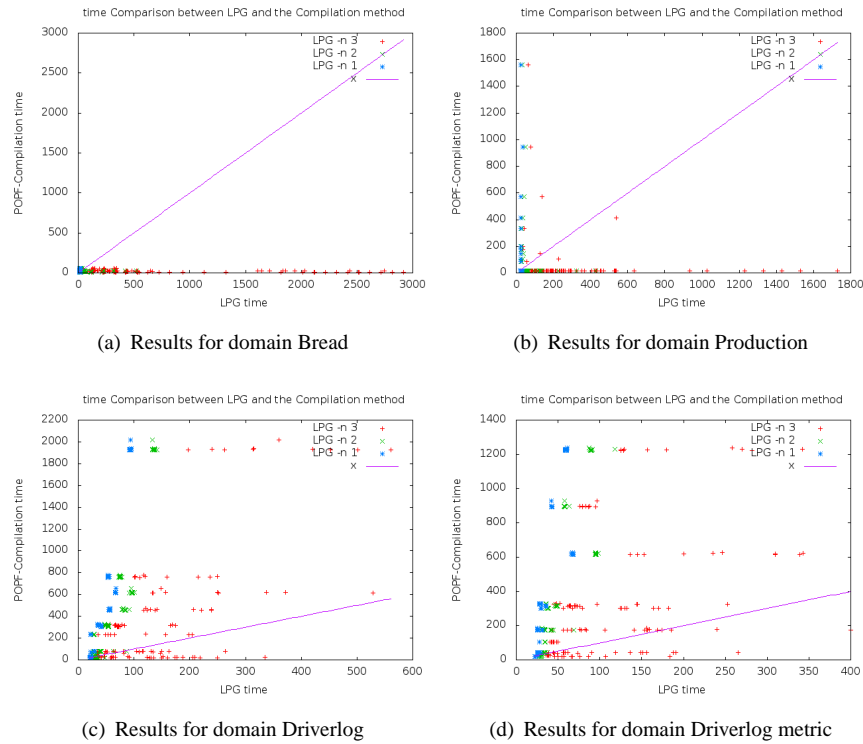 time Comparison between LPG and the Compilation method
LPG -n 3
LPG -n 2
LPG -n 1
x
POPF-Compilation time
3000
2500
2000
1500
1000
500
0
0 500 1000 1500 2000 2500 3000
LPG time
(a) Results for domain Bread
time Comparison between LPG and the Compilation method
LPG -n 3
LPG -n 2
LPG -n 1
x
POPF-Compilation time
1800
1600
1400
1200
1000
800
600
400
200
0
0 200 400 600 800 1000 1200 1400 1600 1800
LPG time
(b) Results for domain Production
time Comparison between LPG and the Compilation method
LPG -n 3
LPG -n 2
LPG -n 1
x
POPF-Compilation time
2200
2000
1800
1600
1400
1200
1000
800
600
400
200
0
0 100 200 300 400 500 600
LPG time
(c) Results for domain Driverlog
time Comparison between LPG and the Compilation method
LPG -n 3
LPG -n 2
LPG -n 1
x
POPF-Compilation time
1400
1200
1000
800
600
400
200
0
0 50 100 150 200 250 300 350 400
LPG time
(d) Results for domain Driverlog metric